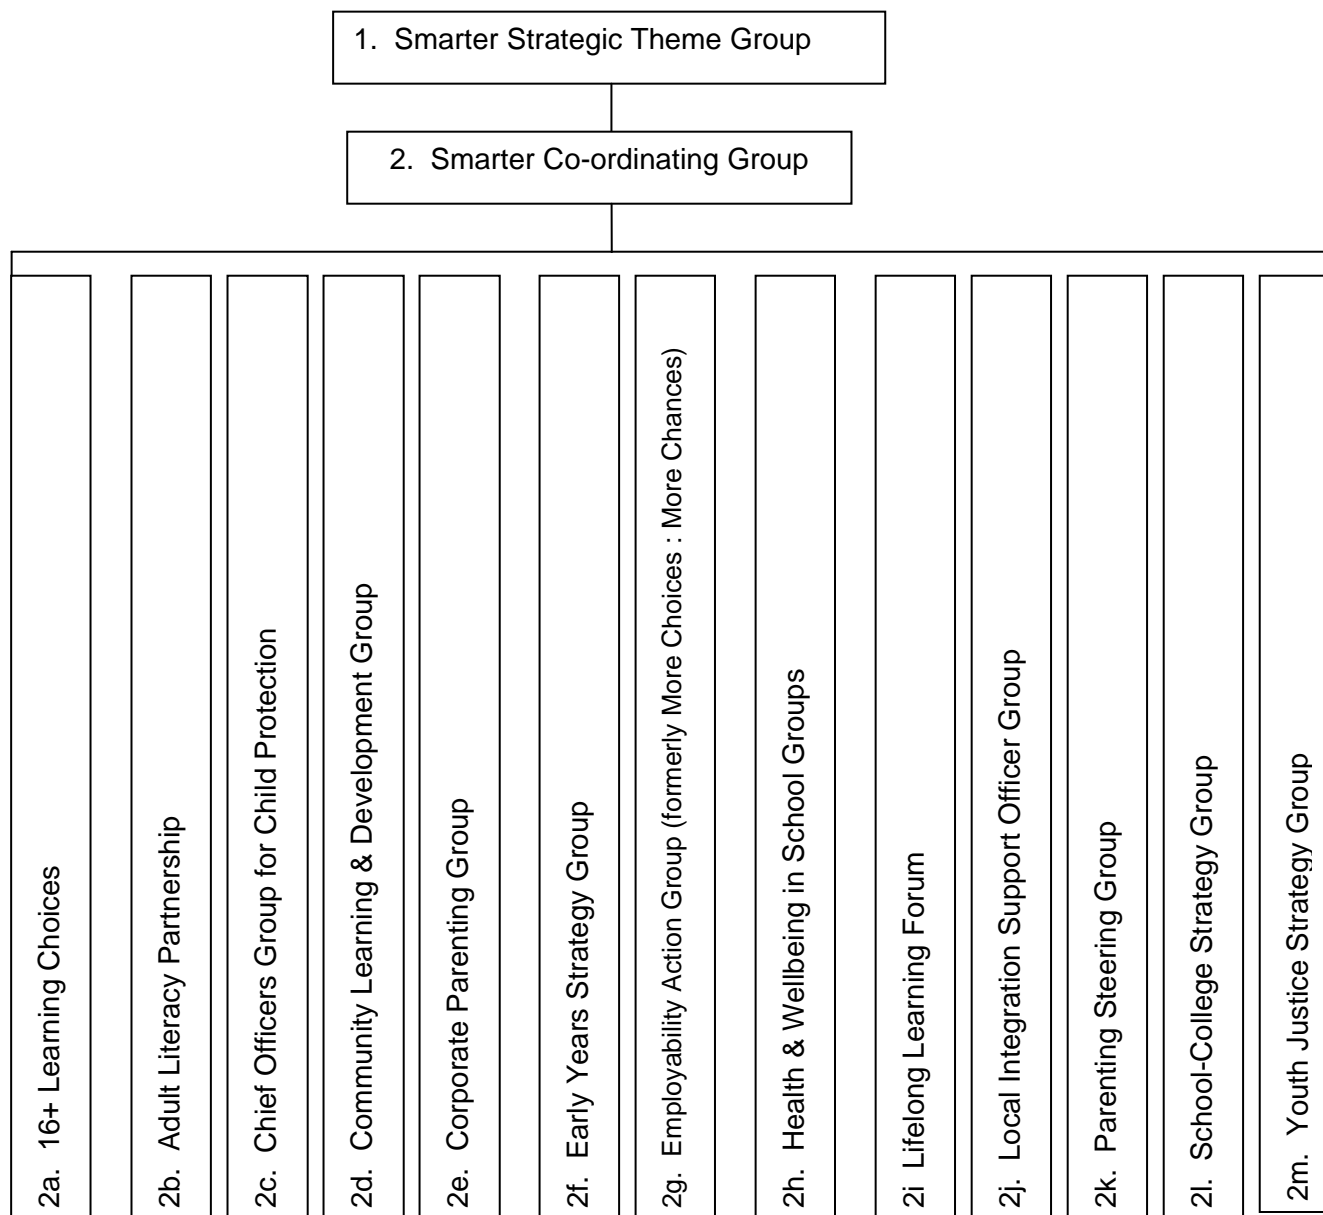 1. Smarter Strategic Theme Group
2. Smarter Co-ordinating Group
2a. 16+ Learning Choices
2b. Adult Literacy Partnership
2c. Chief Officers Group for Child Protection
2d. Community Learning & Development Group
2e. Corporate Parenting Group
2f. Early Years Strategy Group
2g. Employability Action Group (formerly More Choices : More Chances)
2h. Health & Wellbeing in School Groups
2i Lifelong Learning Forum
2j. Local Integration Support Officer Group
2k. Parenting Steering Group
2l. School-College Strategy Group
2m. Youth Justice Strategy Group